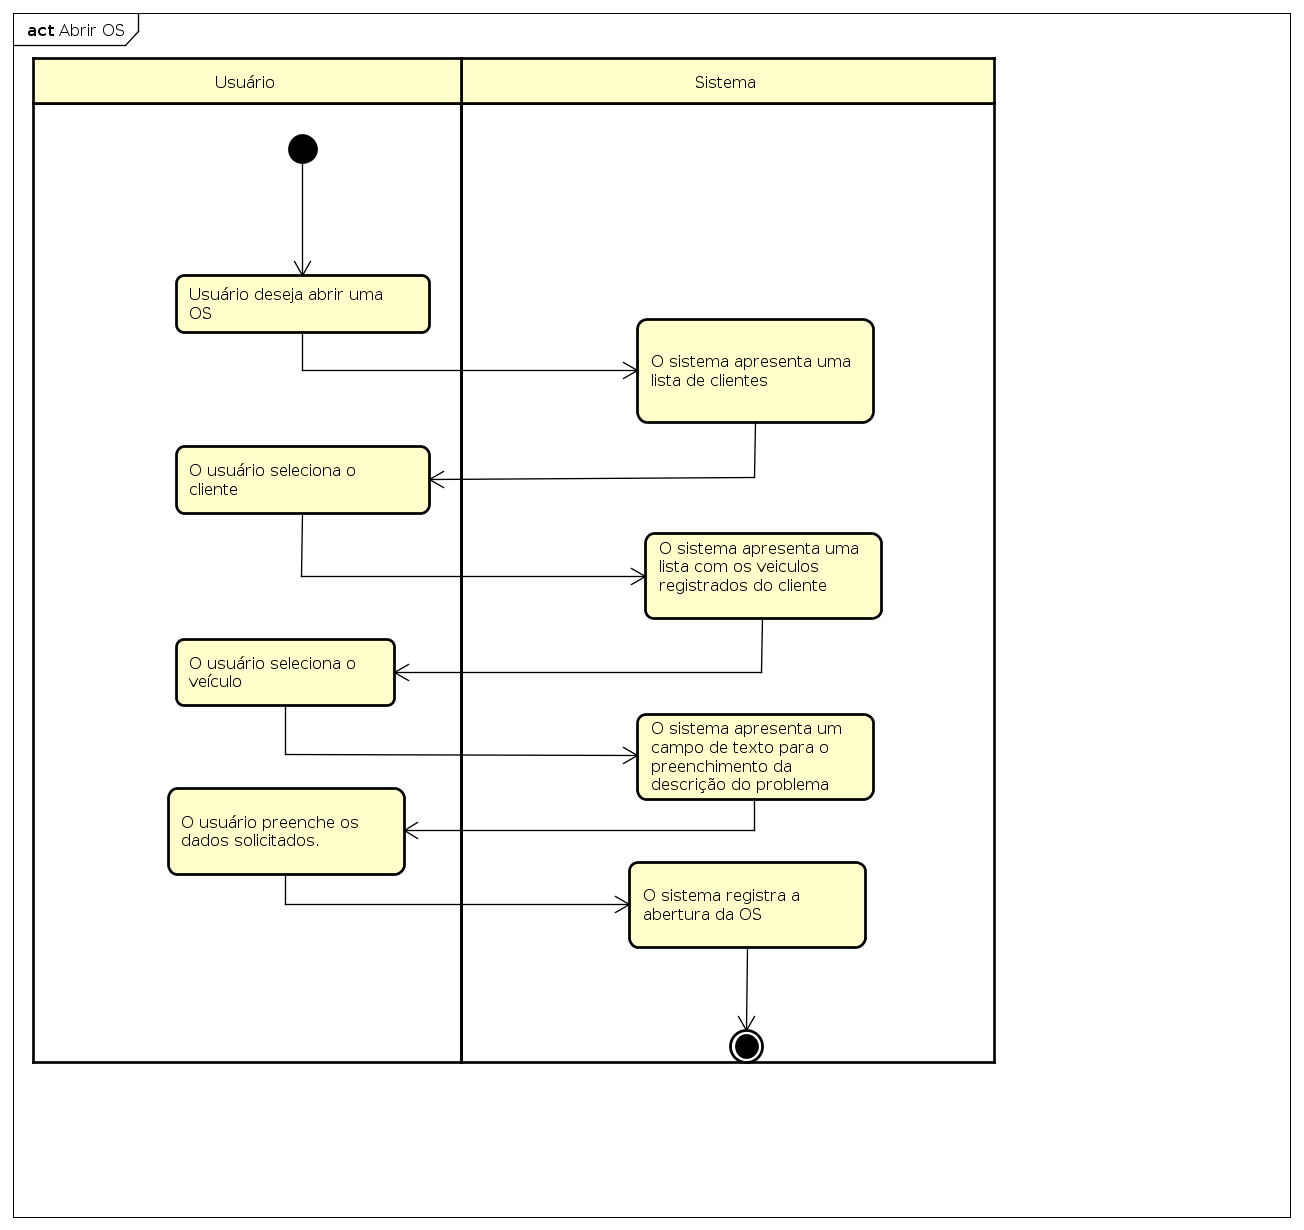 act Abrir OS
Usuário
Sistema
Usuário deseja abrir uma
OS
O sistema apresenta uma
lista de clientes
O usuário seleciona o
cliente
O sistema apresenta uma
lista com os veiculos
registrados do cliente
O usuário seleciona o
veículo
O sistema apresenta um
campo de texto para o
preenchimento da
descrição do problema
O usuário preenche os
dados solicitados.
O sistema registra a
abertura da OS